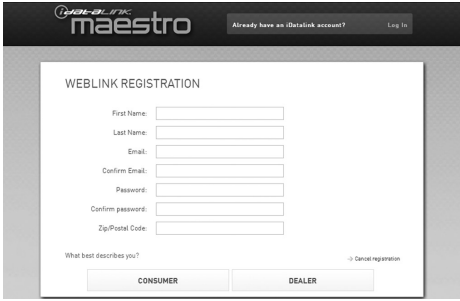 iDataLink
maestro
Already have an iDatalink account?
Log In
WEBLINK REGISTRATION
First Name:
Last Name:
Email:
Confirm Email:
Password:
Confirm password:
Zip/Postal Code:
What best describes you?
-> Cancel registration
CONSUMER
DEALER